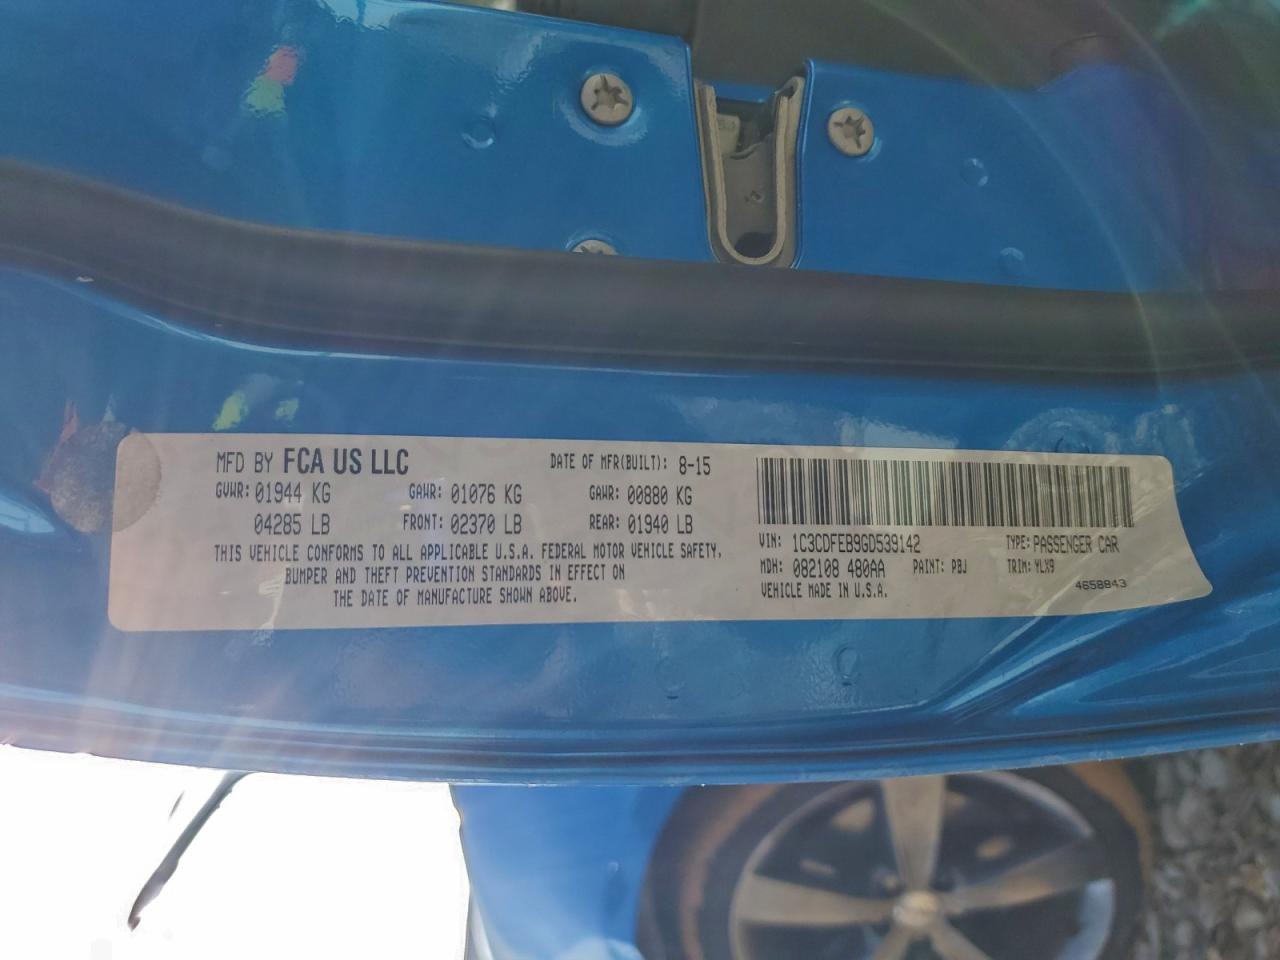 MFD BY FCA US LLC DATE OF MFR(BUILT): 8-15
GVWR: 01944 KG GAWR: 01076 KG GAWR: 00880 KG
04285 LB FRONT: 02370 LB REAR: 01940 LB
THIS VEHICLE CONFORMS TO ALL APPLICABLE U.S.A. FEDERAL MOTOR VEHICLE SAFETY,
BUMPER AND THEFT PREVENTION STANDARDS IN EFFECT ON
THE DATE OF MANUFACTURE SHOWN ABOVE.
VIN: 1C3CDFEB9GD539142 TYPE: PASSENGER CAR
MDH: 082108 480AA PAINT: PBJ TRIM: YLX9
VEHICLE MADE IN U.S.A. 4658843